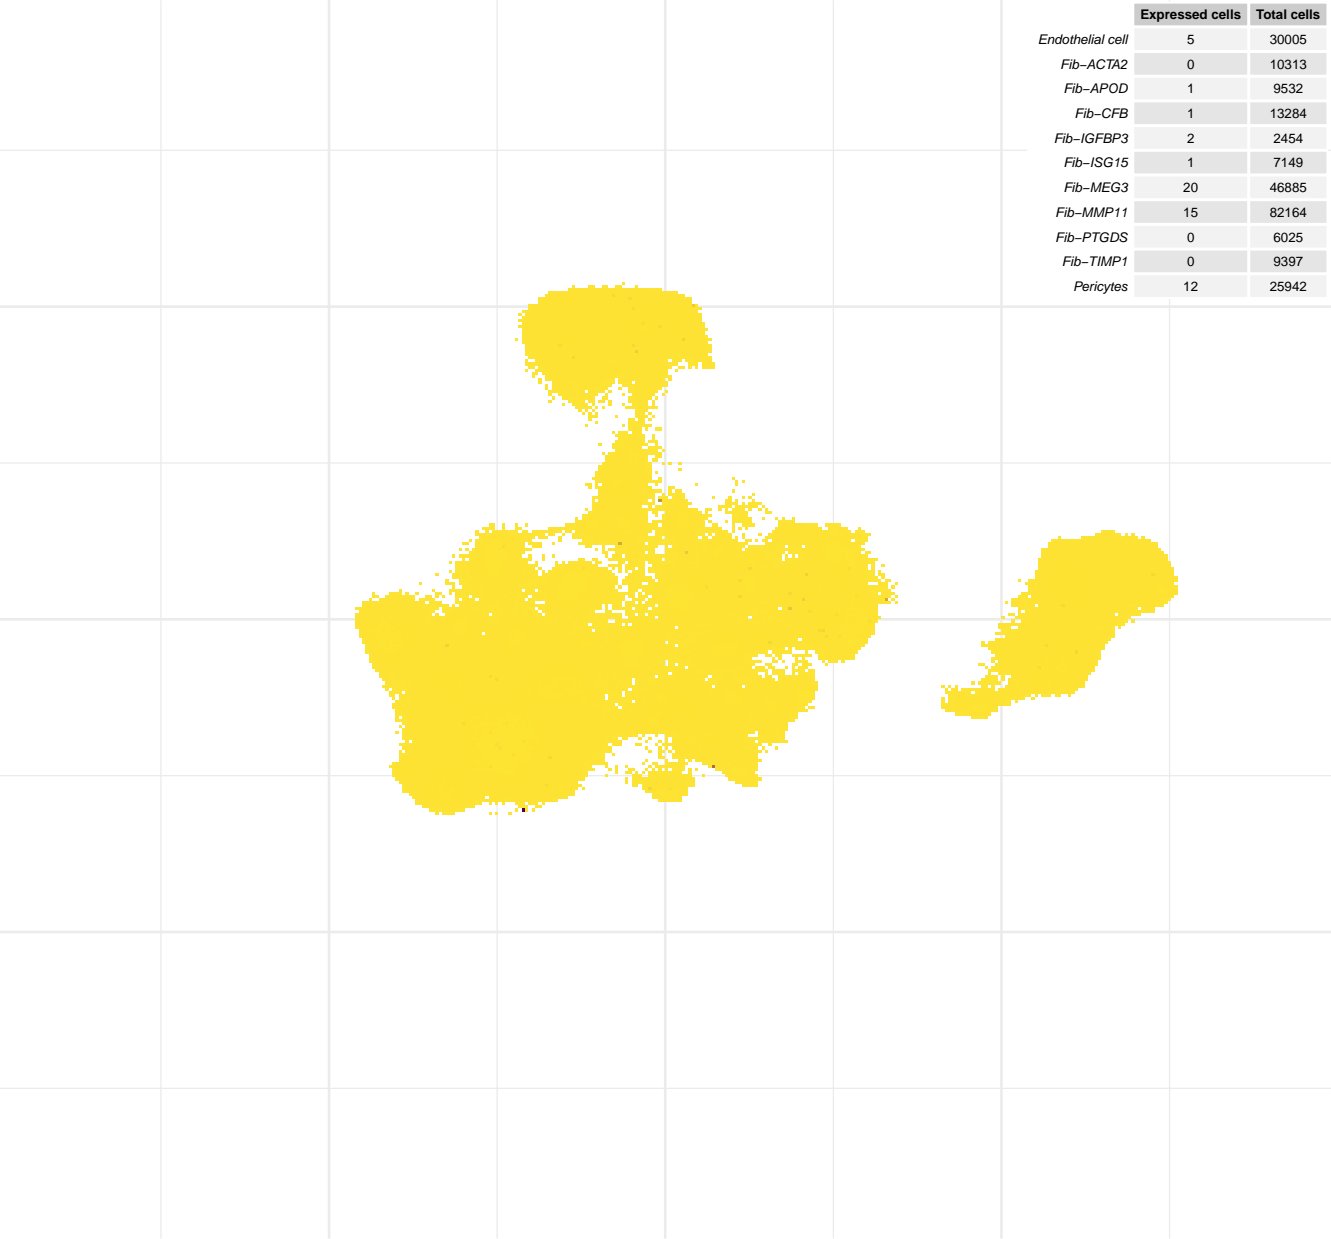 Expressed cells Total cells
Endothelial cell 5 30005
Fib−ACTA2 0 10313
Fib−APOD 1 9532
Fib−CFB 1 13284
Fib−IGFBP3 2 2454
Fib−ISG15 1 7149
Fib−MEG3 20 46885
Fib−MMP11 15 82164
Fib−PTGDS 0 6025
Fib−TIMP1 0 9397
Pericytes 12 25942